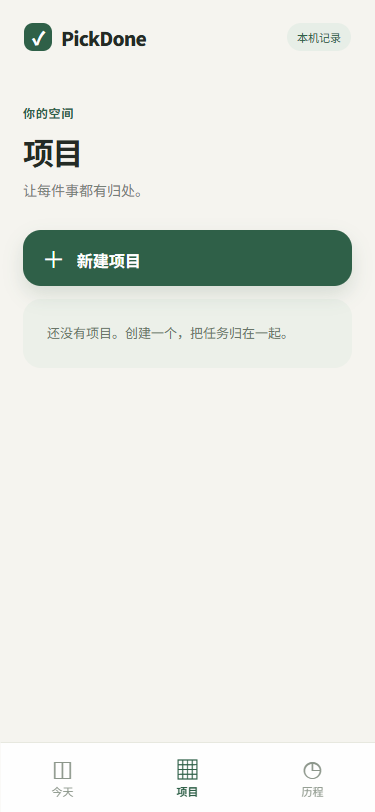 PickDone
本机记录
你的空间
项目
让每件事都有归处。
新建项目
还没有项目。创建一个，把任务归在一起。
今天
项目
历程